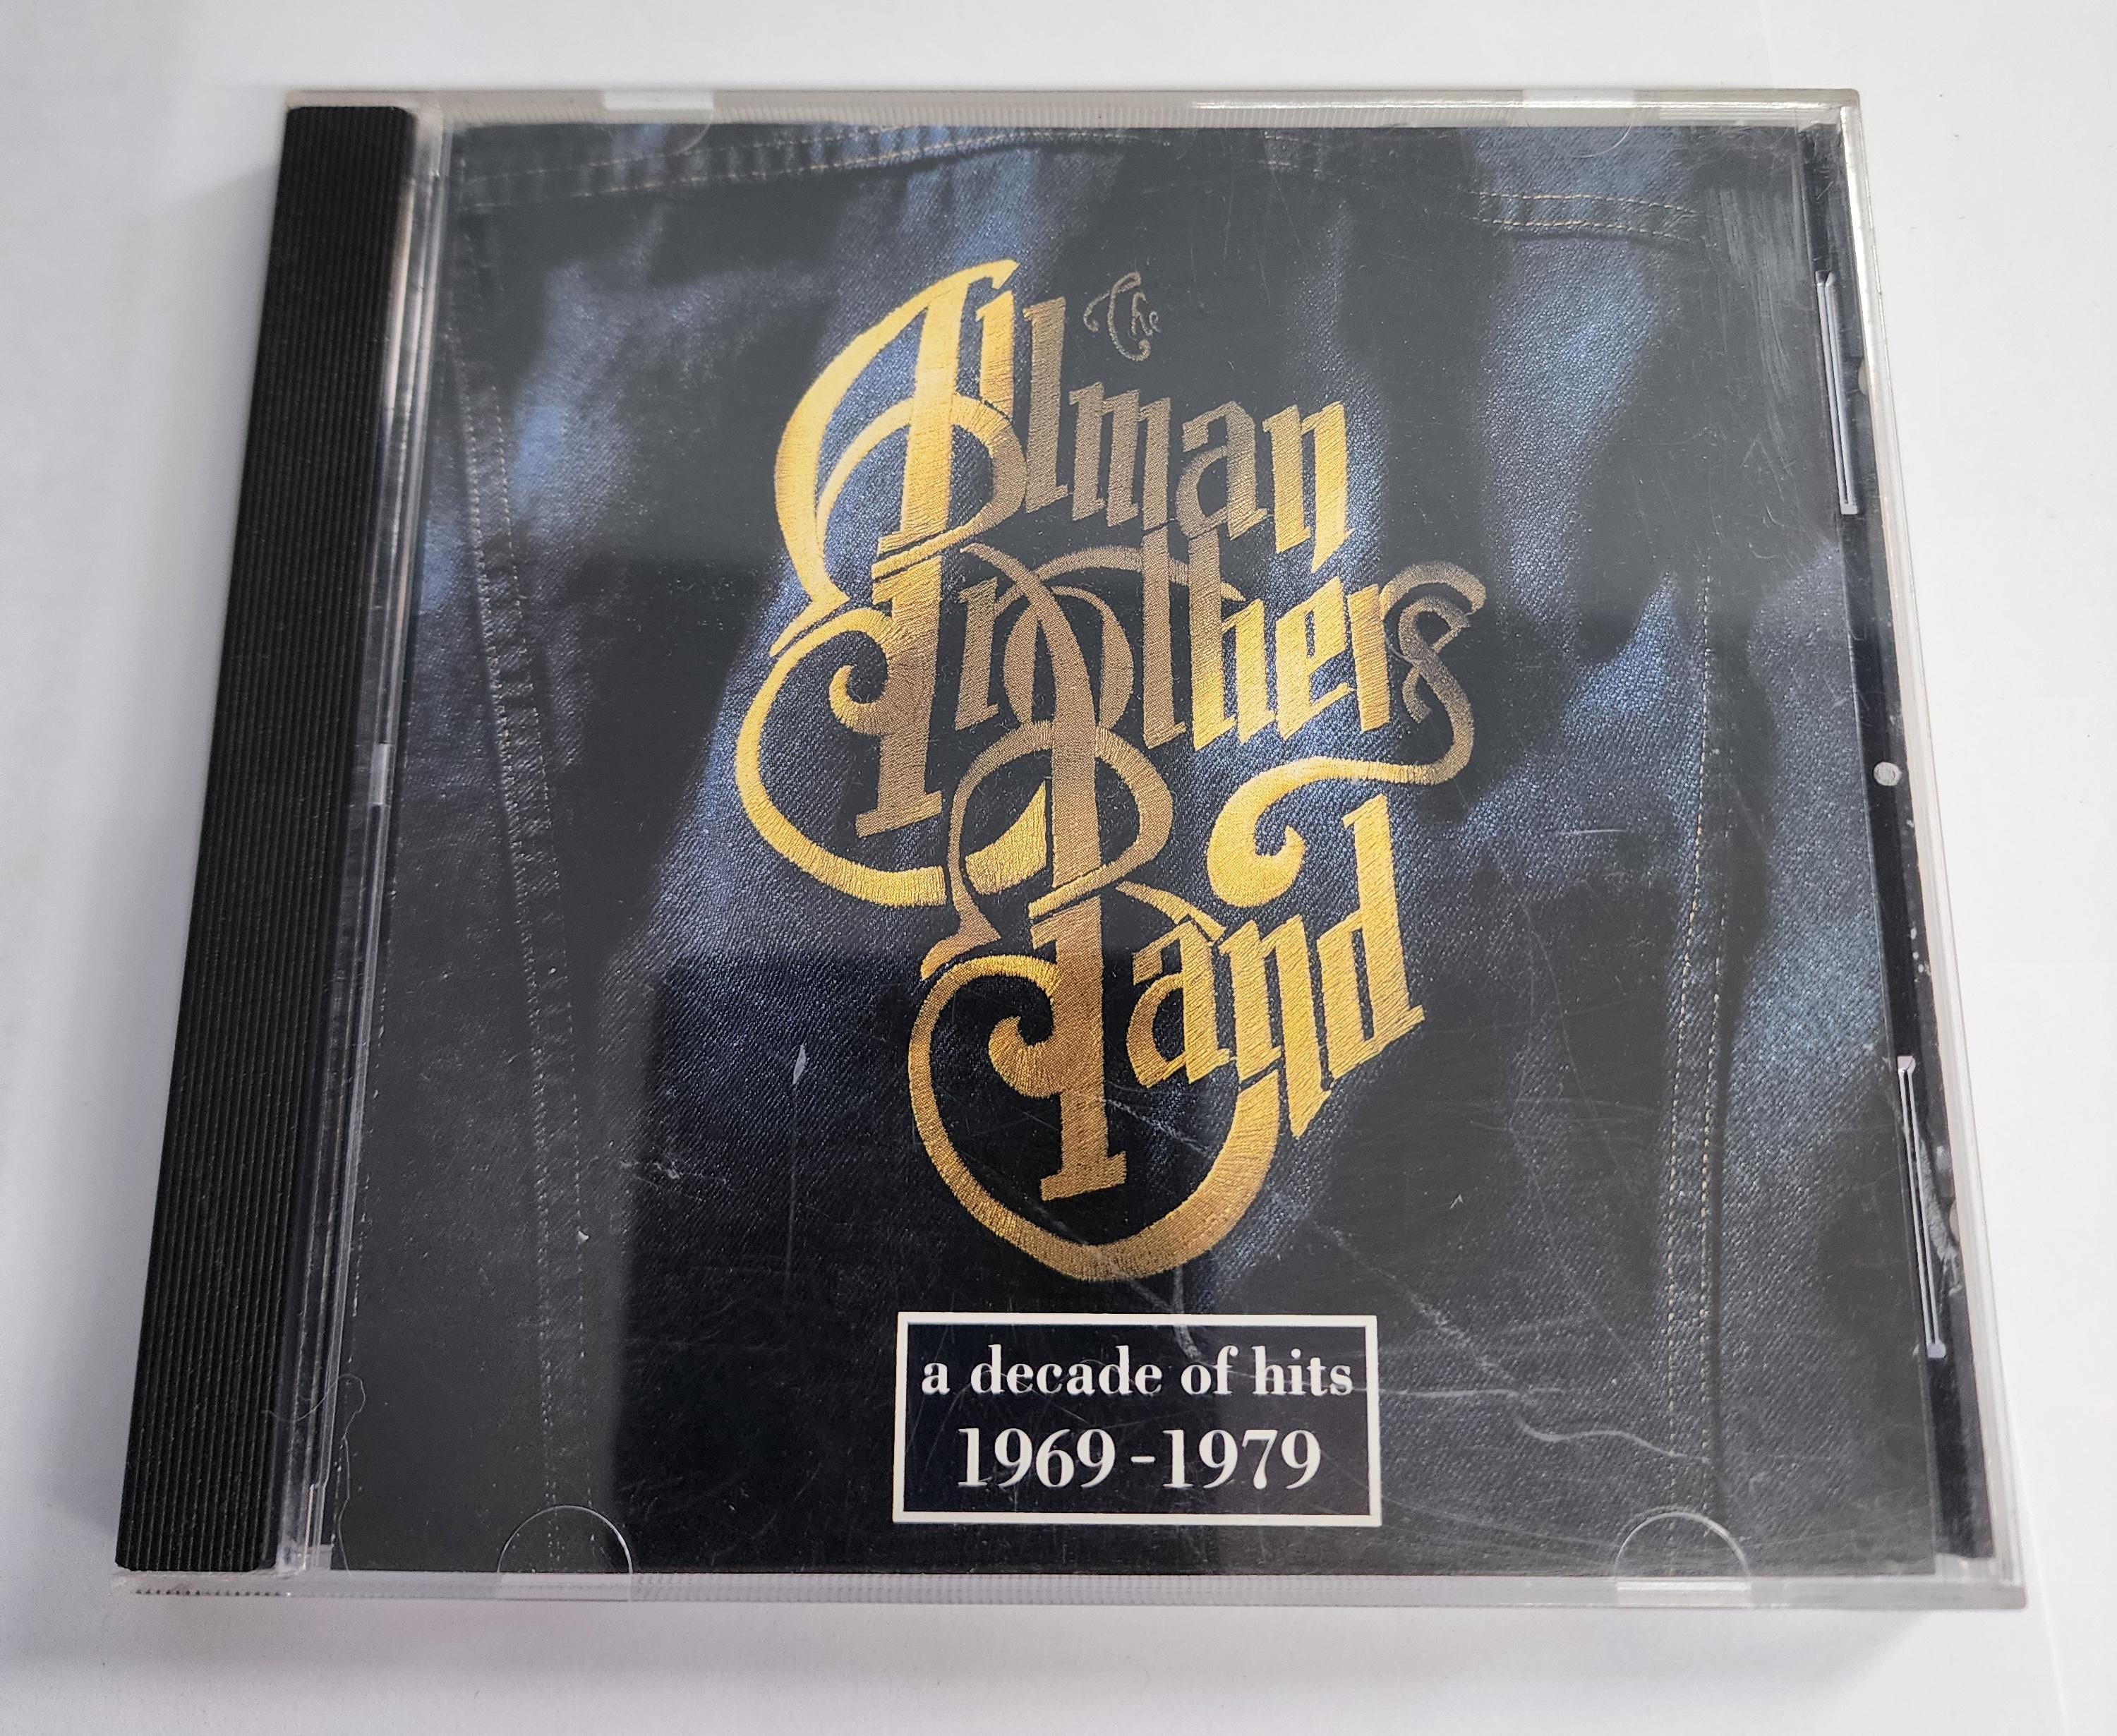 The
Allman
Brothers
Band
a decade of hits
1969-1979